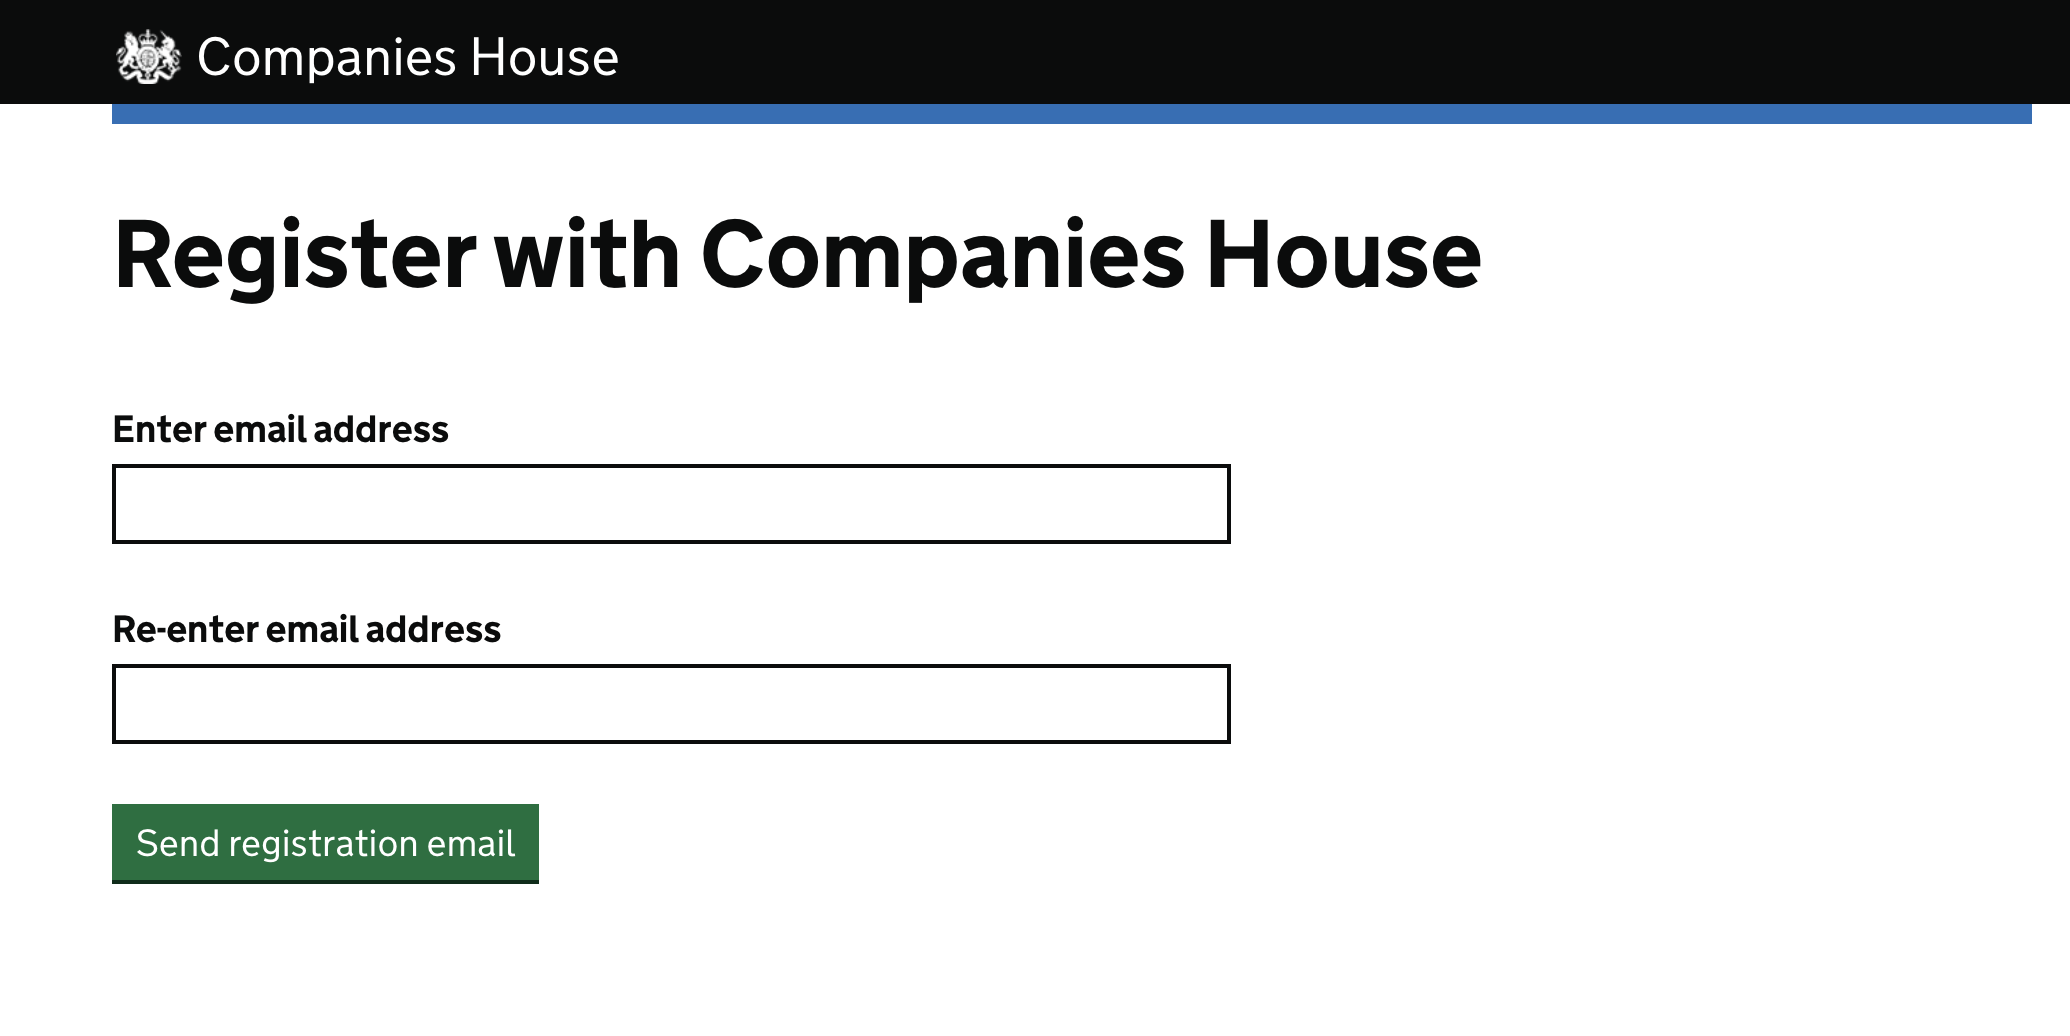 Companies House
Register with Companies House
Enter email address
Re-enter email address
Send registration email